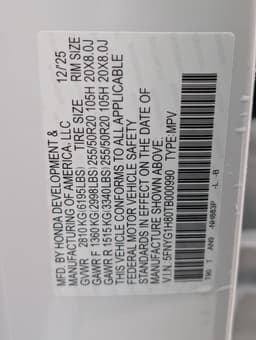 MFD. BY HONDA DEVELOPMENT & 12/'25
MANUFACTURING OF AMERICA, LLC
GVWR 2810 KG(6195LBS) TIRE SIZE RIM SIZE
GAWR F 1360 KG(2998LBS) 255/50R20 105H 20X8.0J
GAWR R 1515 KG(3340LBS) 255/50R20 105H 20X8.0J
THIS VEHICLE CONFORMS TO ALL APPLICABLE
FEDERAL MOTOR VEHICLE SAFETY
STANDARDS IN EFFECT ON THE DATE OF
MANUFACTURE SHOWN ABOVE.
V.I.N. 5FNYG1H80TB000990 TYPE:MPV
T90 T AN9 -NH883P -L -B